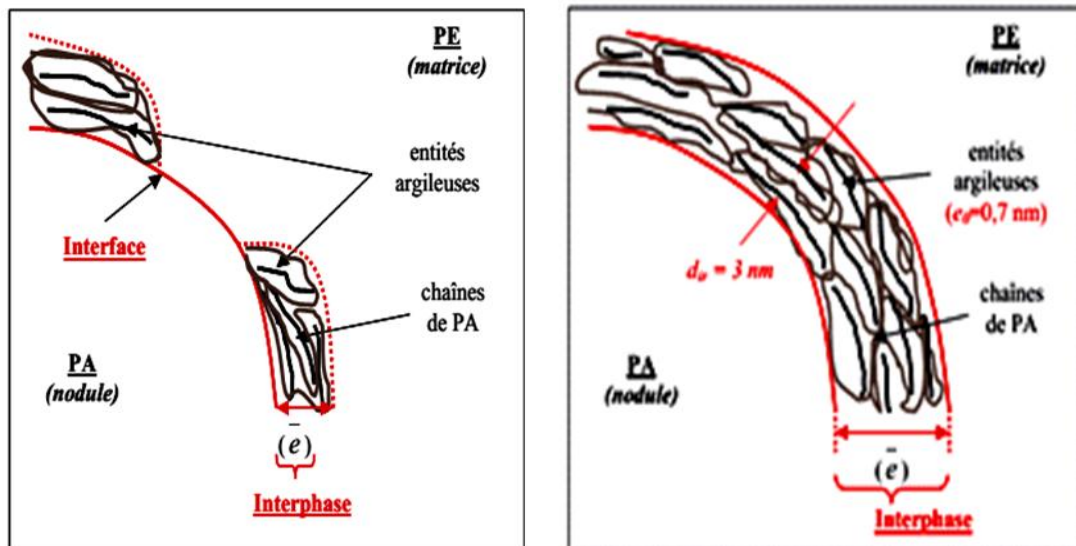 PE
(matrice)
entités
argileuses
Interface
chaînes
de PA
PA
(nodule)
(e̅)
Interphase
PE
(matrice)
entités
argileuses
(e₀=0,7 nm)
= 3 nm
chaînes
de PA
PA
(nodule)
(e̅)
Interphase